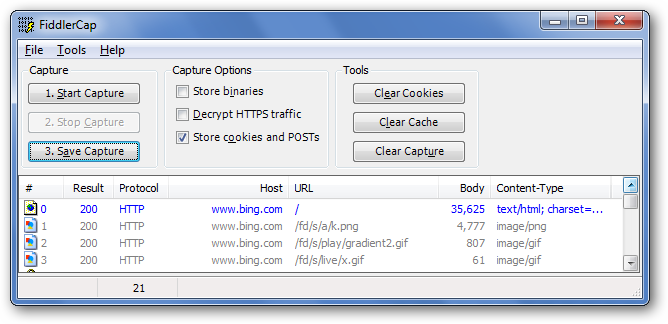 FiddlerCap
File Tools Help
Capture
1. Start Capture
2. Stop Capture
3. Save Capture
Capture Options
Store binaries
Decrypt HTTPS traffic
Store cookies and POSTs
Tools
Clear Cookies
Clear Cache
Clear Capture
# Result Protocol Host URL Body Content-Type
0 200 HTTP www.bing.com / 35,625 text/html; charset=...
1 200 HTTP www.bing.com /fd/s/a/k.png 4,777 image/png
2 200 HTTP www.bing.com /fd/s/play/gradient2.gif 807 image/gif
3 200 HTTP www.bing.com /fd/s/live/x.gif 61 image/gif
21